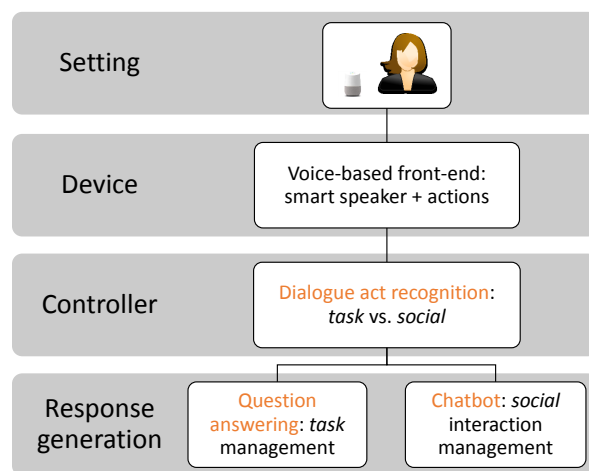 Setting
Device
Voice-based front-end:
smart speaker + actions
Controller
Dialogue act recognition:
task vs. social
Response
generation
Question
answering: task
management
Chatbot: social
interaction
management